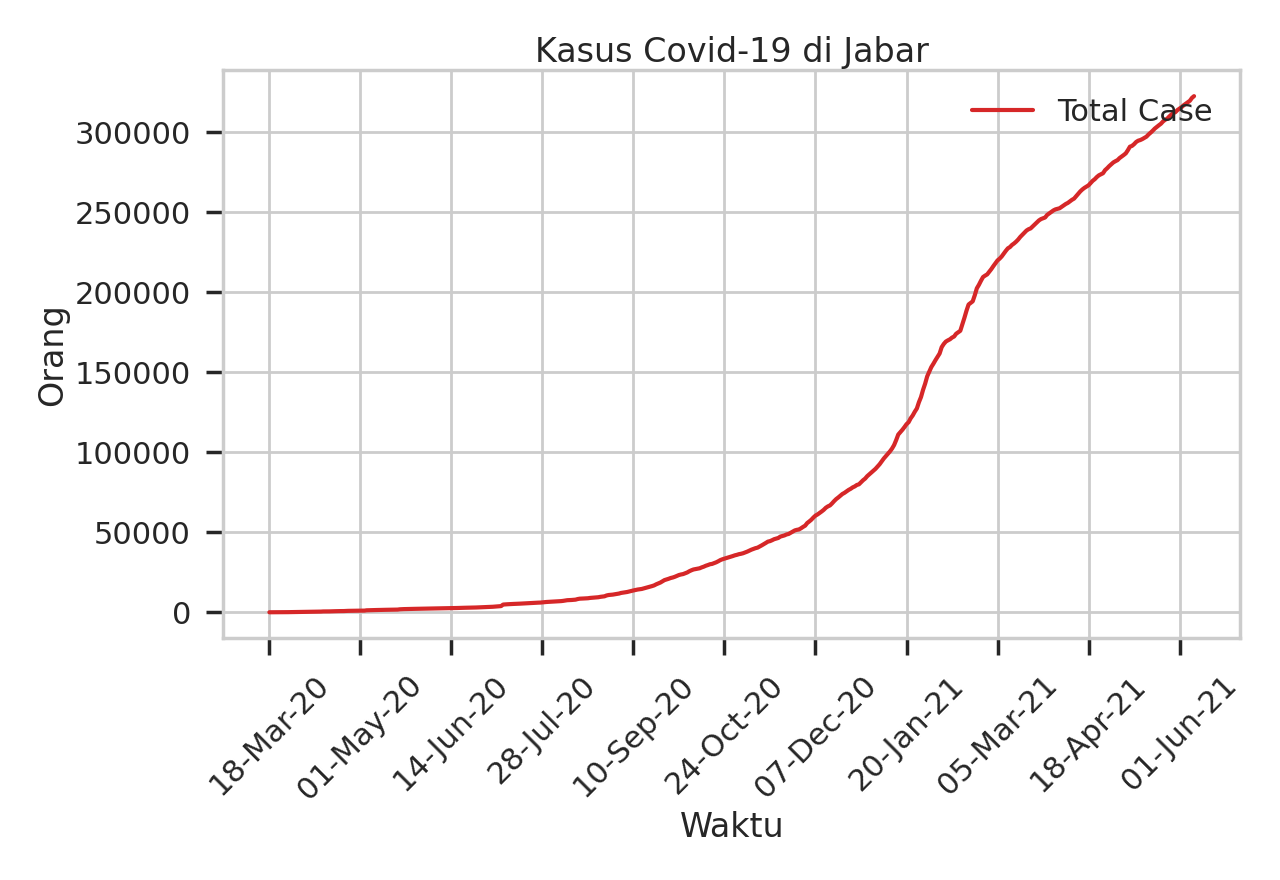 Kasus Covid-19 di Jabar
Total Case
Orang
300000
250000
200000
150000
100000
50000
0
18-Mar-20
01-May-20
14-Jun-20
28-Jul-20
10-Sep-20
24-Oct-20
07-Dec-20
20-Jan-21
05-Mar-21
18-Apr-21
01-Jun-21
Waktu